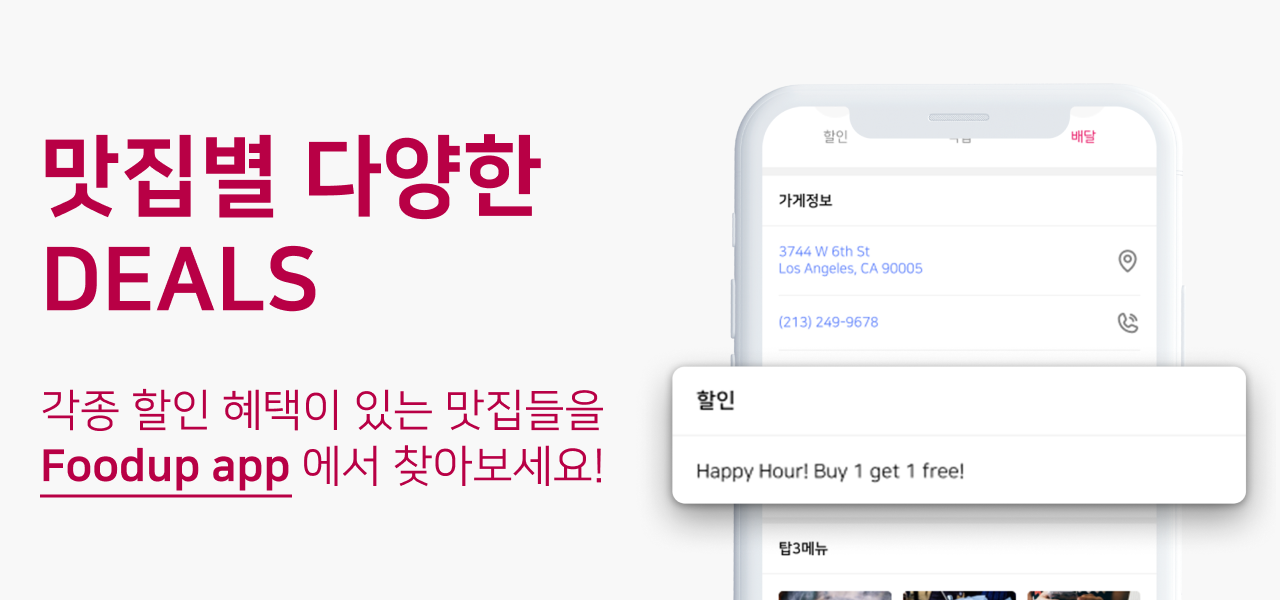 맛집별 다양한
DEALS
각종 할인 혜택이 있는 맛집들을
Foodup app 에서 찾아보세요!
할인
배달
가게정보
3744 W 6th St
Los Angeles, CA 90005
(213) 249-9678
할인
Happy Hour! Buy 1 get 1 free!
탑3메뉴